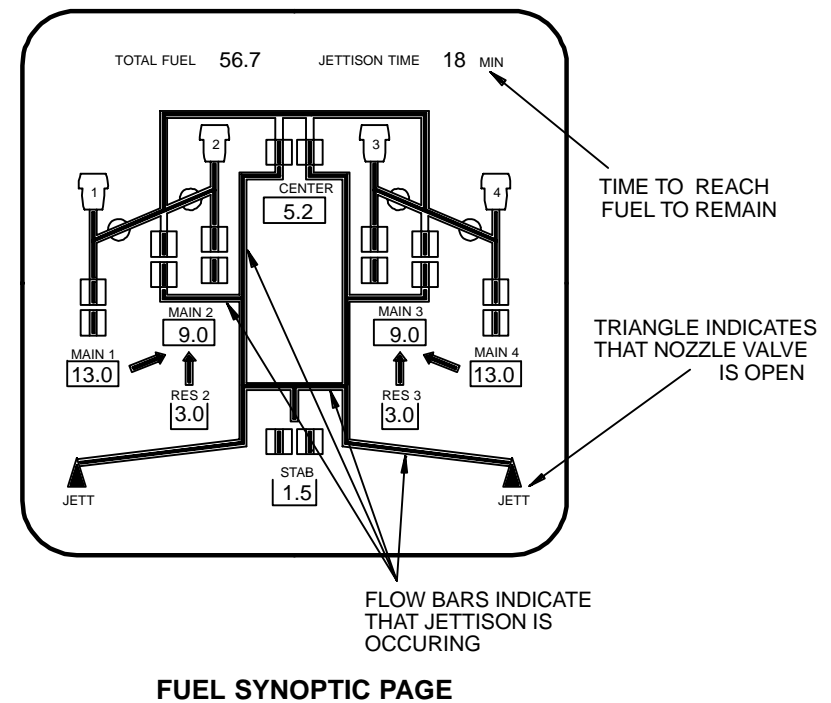 TOTAL FUEL 56.7 JETTISON TIME 18 MIN
2 3
1 4
CENTER
5.2
TIME TO REACH
FUEL TO REMAIN
MAIN 2 MAIN 3
9.0 9.0
MAIN 1 MAIN 4
13.0 13.0
TRIANGLE INDICATES
THAT NOZZLE VALVE
IS OPEN
RES 2 RES 3
3.0 3.0
STAB
1.5
JETT JETT
FLOW BARS INDICATE
THAT JETTISON IS
OCCURING
FUEL SYNOPTIC PAGE